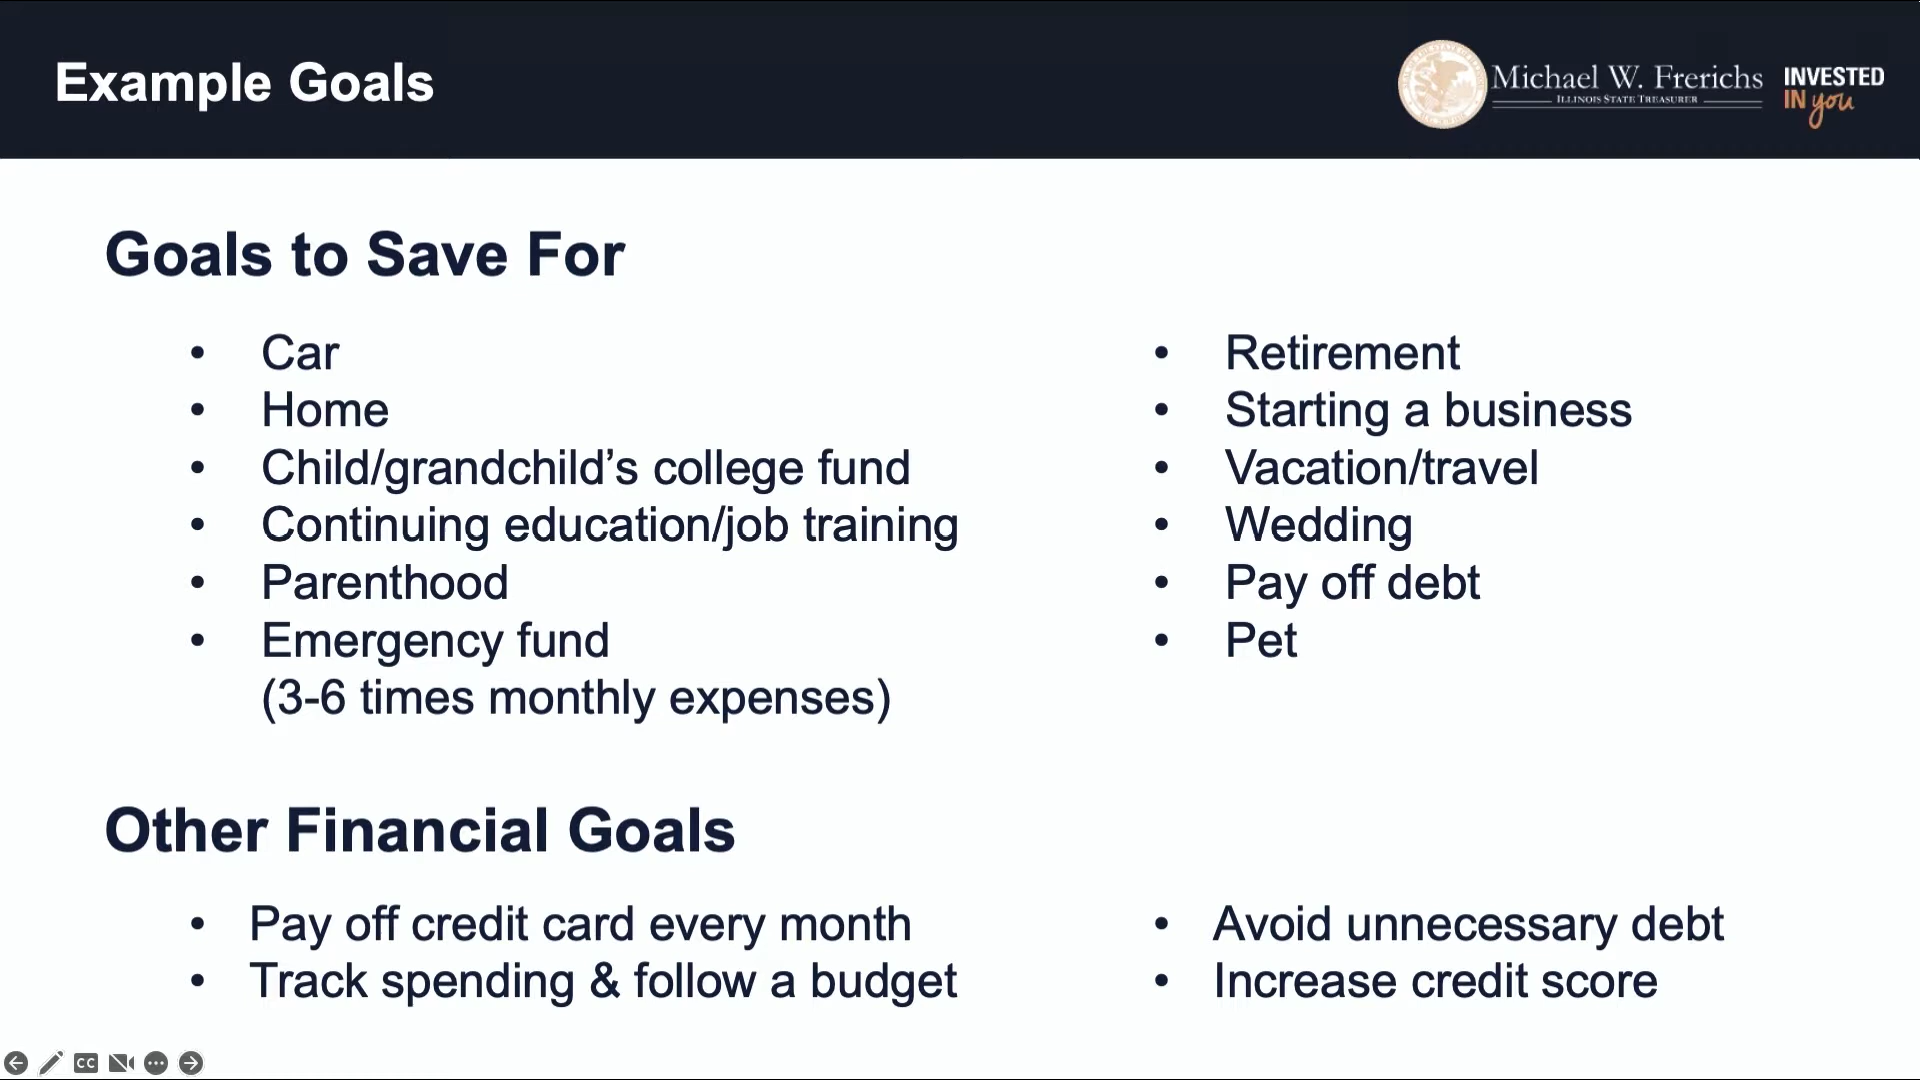 Example Goals
Michael W. Frerichs
ILLINOIS STATE TREASURER
INVESTED
IN you
Goals to Save For
• Car
• Home
• Child/grandchild’s college fund
• Continuing education/job training
• Parenthood
• Emergency fund
(3-6 times monthly expenses)
• Retirement
• Starting a business
• Vacation/travel
• Wedding
• Pay off debt
• Pet
Other Financial Goals
• Pay off credit card every month
• Track spending & follow a budget
• Avoid unnecessary debt
• Increase credit score
CC